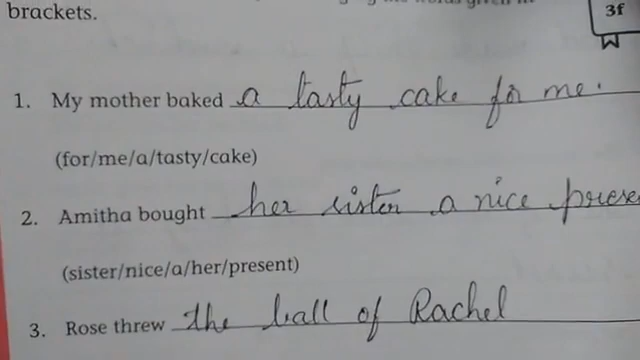 brackets.
3f
1. My mother baked a tasty cake for me.
(for/me/a/tasty/cake)
2. Amitha bought her sister a nice
(sister/nice/a/her/present)
3. Rose threw the ball of Rachel